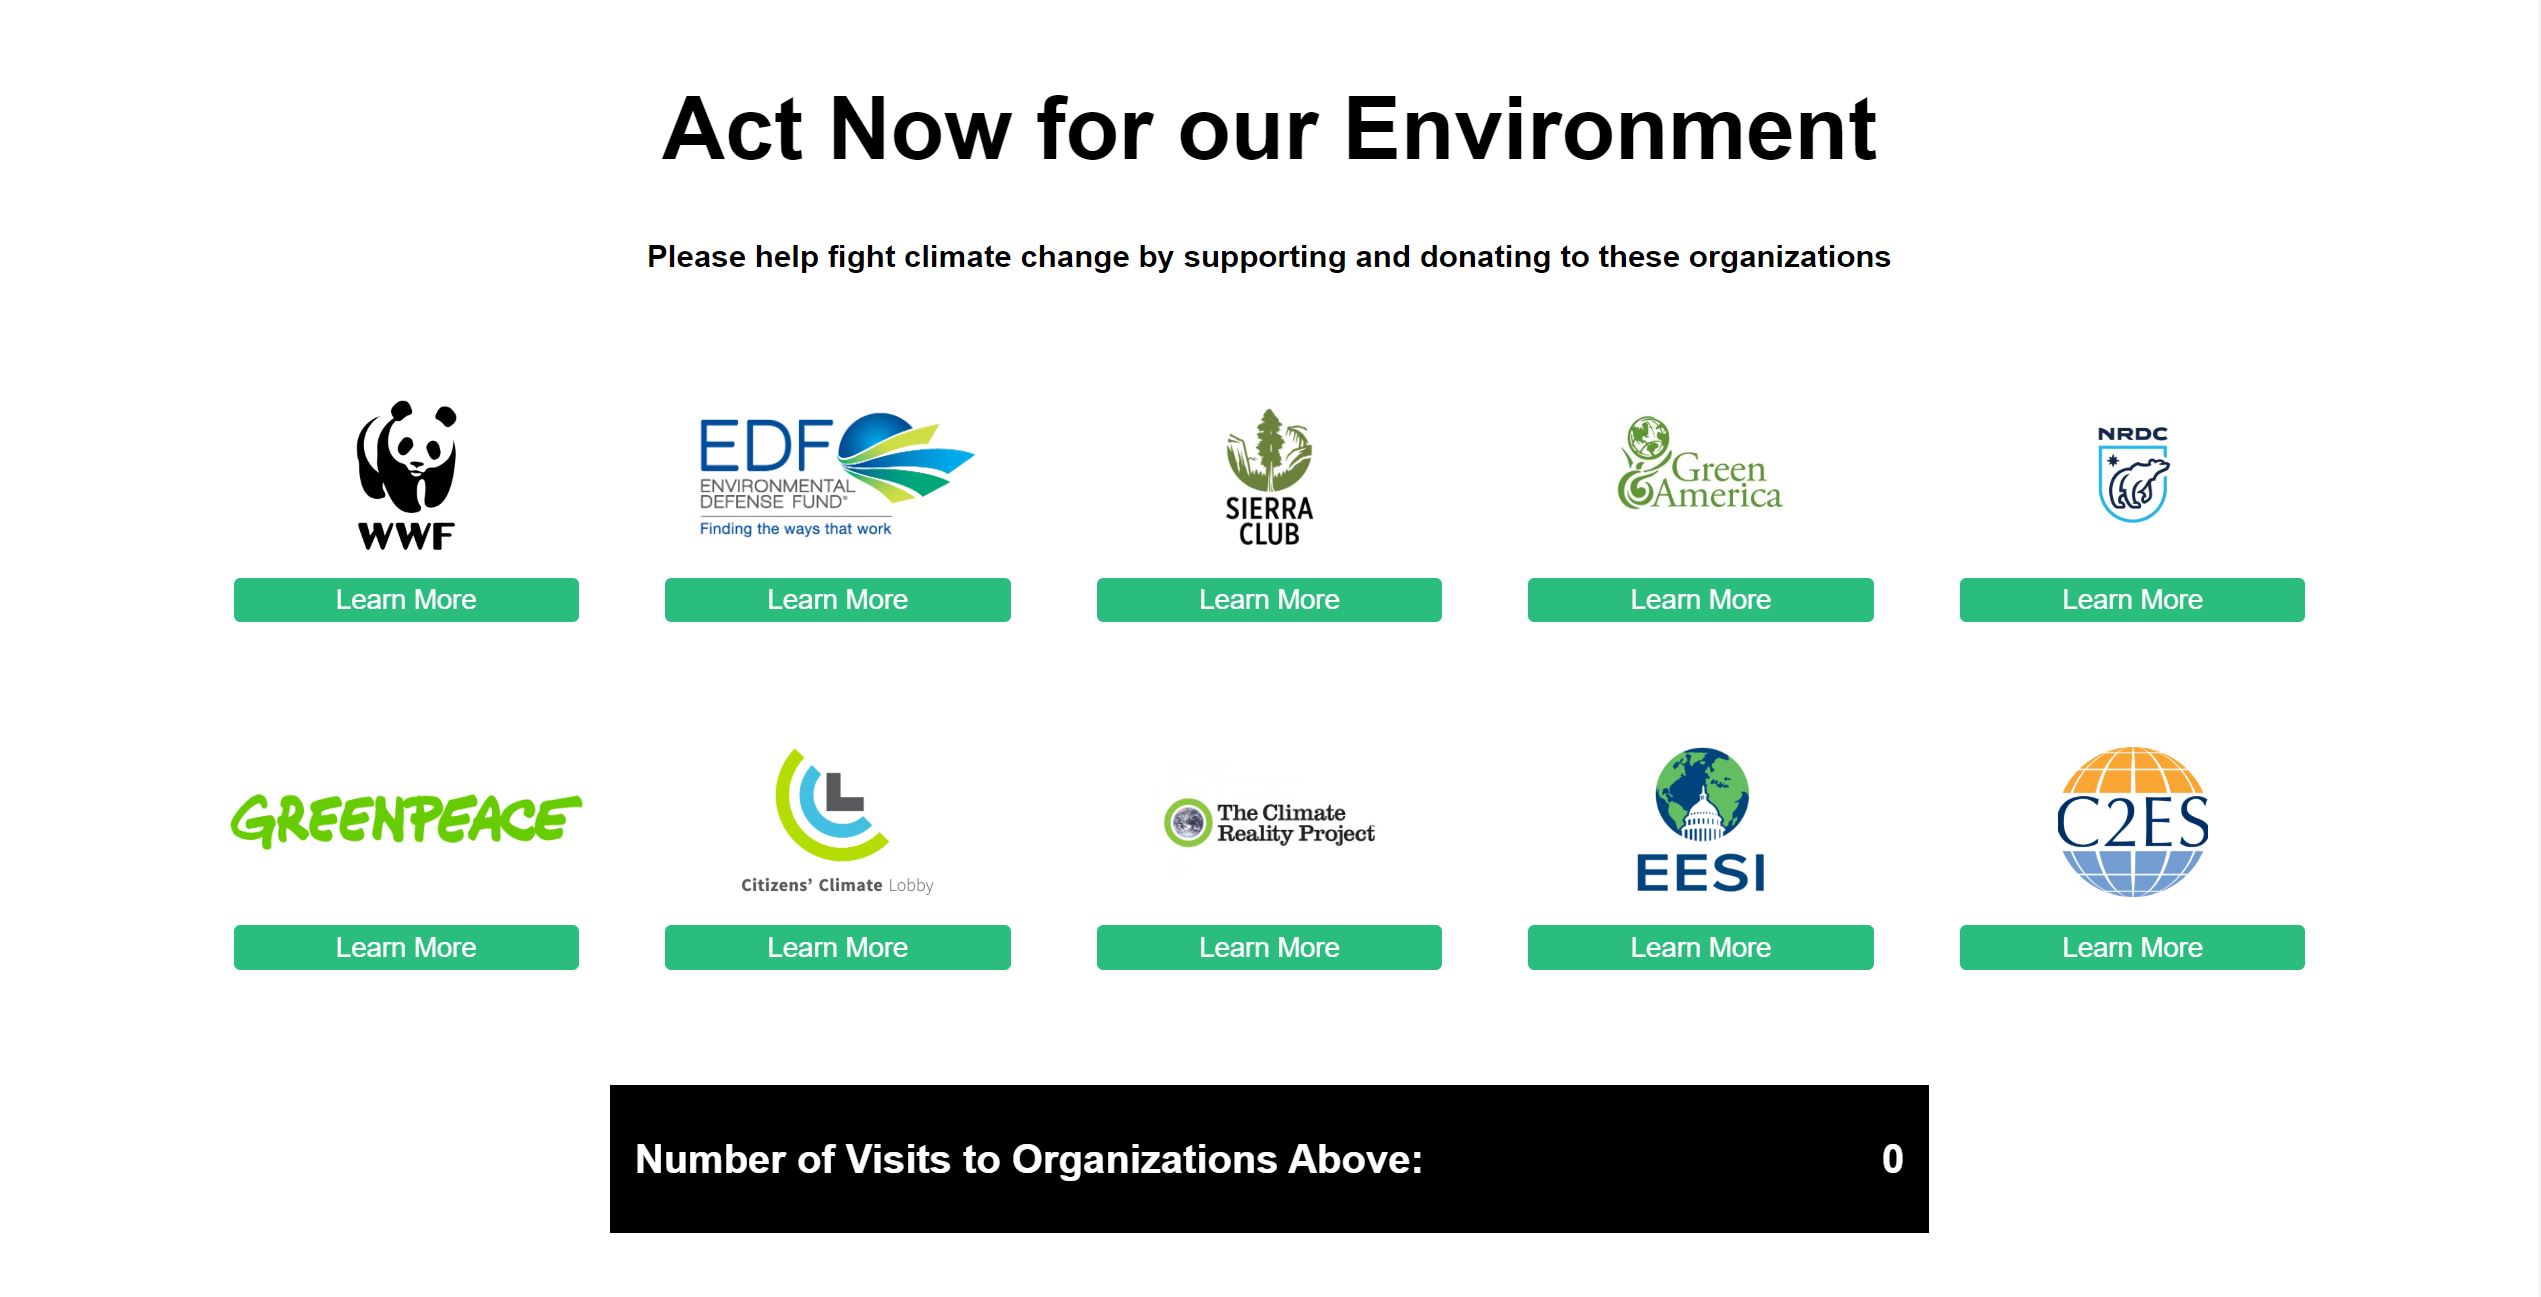 Act Now for our Environment
Please help fight climate change by supporting and donating to these organizations
WWF
EDF
ENVIRONMENTAL
DEFENSE FUND®
Finding the ways that work
SIERRA
CLUB
Green
America
NRDC
Learn More
Learn More
Learn More
Learn More
Learn More
GREENPEACE
CCL
Citizens' Climate Lobby
The Climate
Reality Project
EESI
C2ES
Learn More
Learn More
Learn More
Learn More
Learn More
Number of Visits to Organizations Above: 0